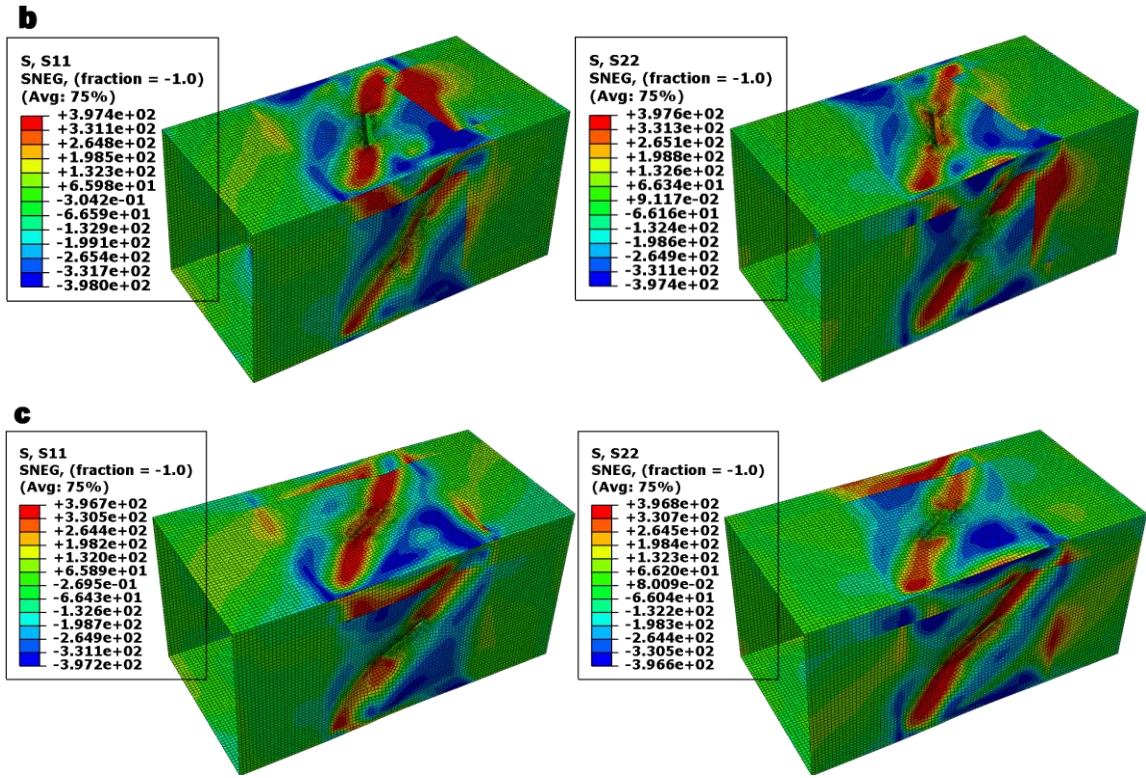 b
S, S11
SNEG, (fraction = -1.0)
(Avg: 75%)
+3.974e+02
+3.311e+02
+2.648e+02
+1.985e+02
+1.323e+02
+6.598e+01
-3.042e-01
-6.659e+01
-1.329e+02
-1.991e+02
-2.654e+02
-3.317e+02
-3.980e+02
S, S22
SNEG, (fraction = -1.0)
(Avg: 75%)
+3.976e+02
+3.313e+02
+2.651e+02
+1.988e+02
+1.326e+02
+6.634e+01
+9.117e-02
-6.616e+01
-1.324e+02
-1.986e+02
-2.649e+02
-3.311e+02
-3.974e+02
c
S, S11
SNEG, (fraction = -1.0)
(Avg: 75%)
+3.967e+02
+3.305e+02
+2.644e+02
+1.982e+02
+1.320e+02
+6.589e+01
-2.695e-01
-6.643e+01
-1.326e+02
-1.987e+02
-2.649e+02
-3.311e+02
-3.972e+02
S, S22
SNEG, (fraction = -1.0)
(Avg: 75%)
+3.968e+02
+3.307e+02
+2.645e+02
+1.984e+02
+1.323e+02
+6.620e+01
+8.009e-02
-6.604e+01
-1.322e+02
-1.983e+02
-2.644e+02
-3.305e+02
-3.966e+02